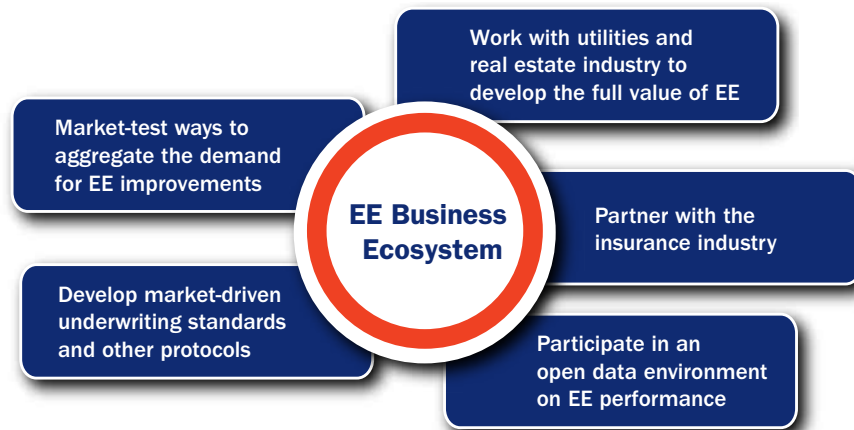 Work with utilities and
real estate industry to
develop the full value of EE
Market-test ways to
aggregate the demand
for EE improvements
EE Business
Ecosystem
Partner with the
insurance industry
Develop market-driven
underwriting standards
and other protocols
Participate in an
open data environment
on EE performance